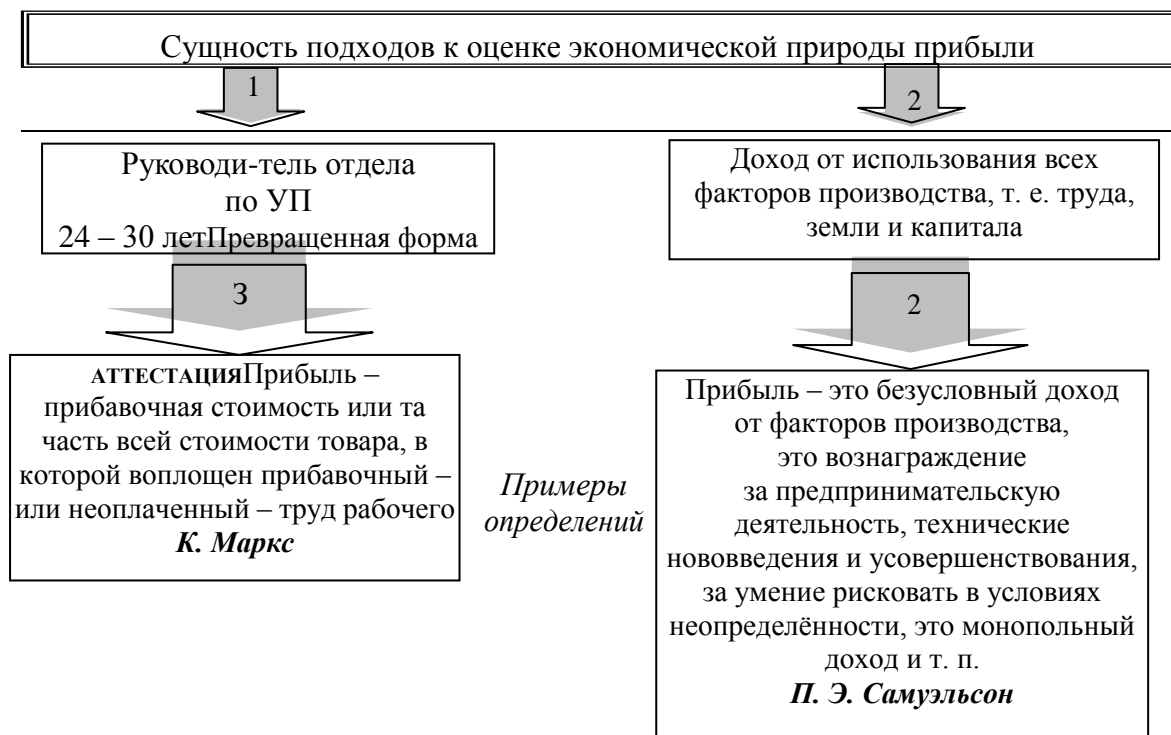 Сущность подходов к оценке экономической природы прибыли
1
2
Руководи-тель отдела
по УП
24 – 30 летПревращенная форма
Доход от использования всех
факторов производства, т. е. труда,
земли и капитала
3
2
АТТЕСТАЦИЯПрибыль –
прибавочная стоимость или та
часть всей стоимости товара, в
которой воплощен прибавочный –
или неоплаченный – труд рабочего
К. Маркс
Примеры
определений
Прибыль – это безусловный доход
от факторов производства,
это вознаграждение
за предпринимательскую
деятельность, технические
нововведения и усовершенствования,
за умение рисковать в условиях
неопределённости, это монопольный
доход и т. п.
П. Э. Самуэльсон